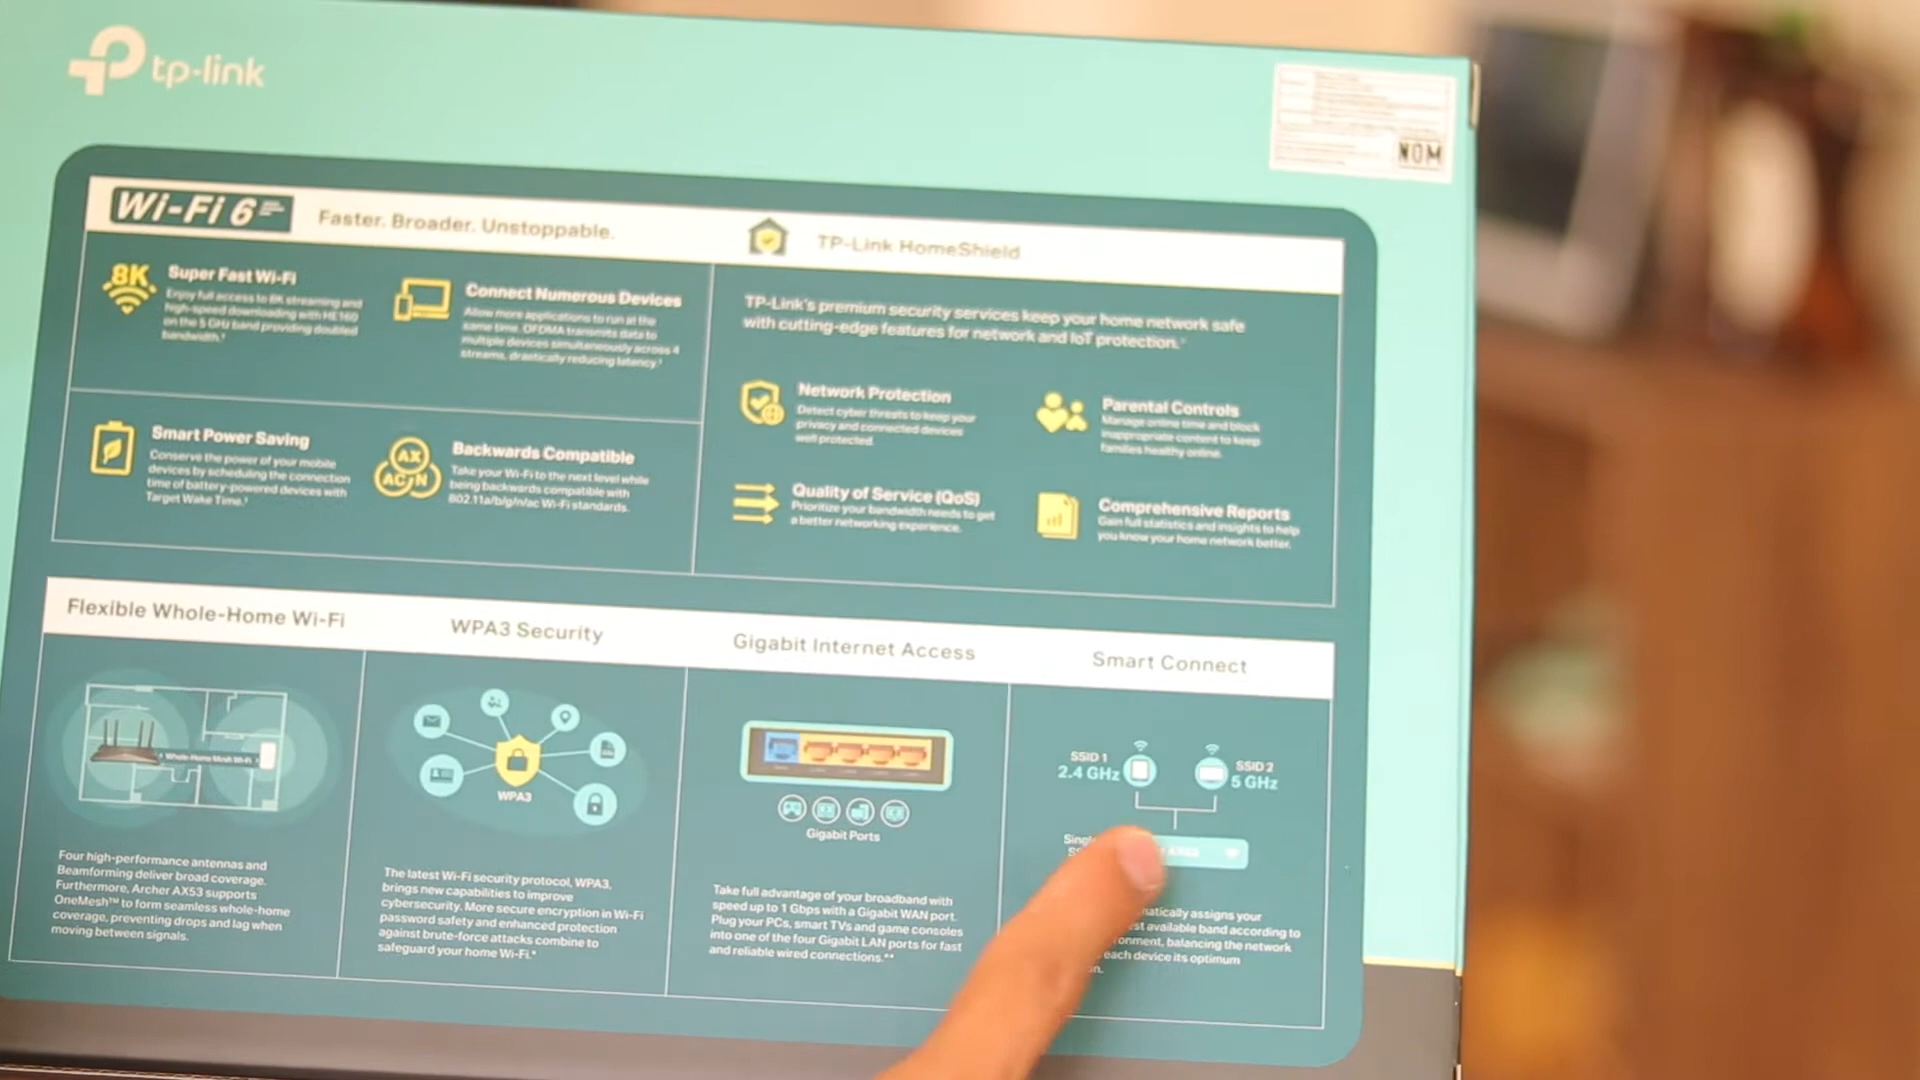 tp-link
NOM
Wi-Fi 6
Faster. Broader. Unstoppable.
TP-Link HomeShield
8K
Super Fast Wi-Fi
Enjoy full access to 8K streaming and
high-speed downloading with HE160
on the 5 GHz band providing doubled
bandwidth.
Connect Numerous Devices
Allow more applications to run at the
same time. OFDMA transmits data to
multiple devices simultaneously across 4
streams, drastically reducing latency.
Smart Power Saving
Conserve the power of your mobile
devices by scheduling the connection
time of battery-powered devices with
Target Wake Time.
AX
AC N
Backwards Compatible
Take your Wi-Fi to the next level while
being backwards compatible with
802.11a/b/g/n/ac Wi-Fi standards.
TP-Link's premium security services keep your home network safe
with cutting-edge features for network and IoT protection.
Network Protection
Detect cyber threats to keep your
privacy and connected devices
well protected.
Parental Controls
Manage online time and block
inappropriate content to keep
families healthy online.
Quality of Service (QoS)
Prioritize your bandwidth needs to get
a better networking experience.
Comprehensive Reports
Gain full statistics and insights to help
you know your home network better.
Flexible Whole-Home Wi-Fi
Whole-Home Mesh Wi-Fi
Four high-performance antennas and
Beamforming deliver broad coverage.
Furthermore, Archer AX53 supports
OneMesh™ to form seamless whole-home
coverage, preventing drops and lag when
moving between signals.
WPA3 Security
WPA3
The latest Wi-Fi security protocol, WPA3,
brings new capabilities to improve
cybersecurity. More secure encryption in Wi-Fi
password safety and enhanced protection
against brute-force attacks combine to
safeguard your home Wi-Fi.*
Gigabit Internet Access
Gigabit Ports
Take full advantage of your broadband with
speed up to 1 Gbps with a Gigabit WAN port.
Plug your PCs, smart TVs and game consoles
into one of the four Gigabit LAN ports for fast
and reliable wired connections.**
Smart Connect
SSID 1
2.4 GHz
SSID 2
5 GHz
AX53
assigns your
available band according to
balancing the network
each device its optimum